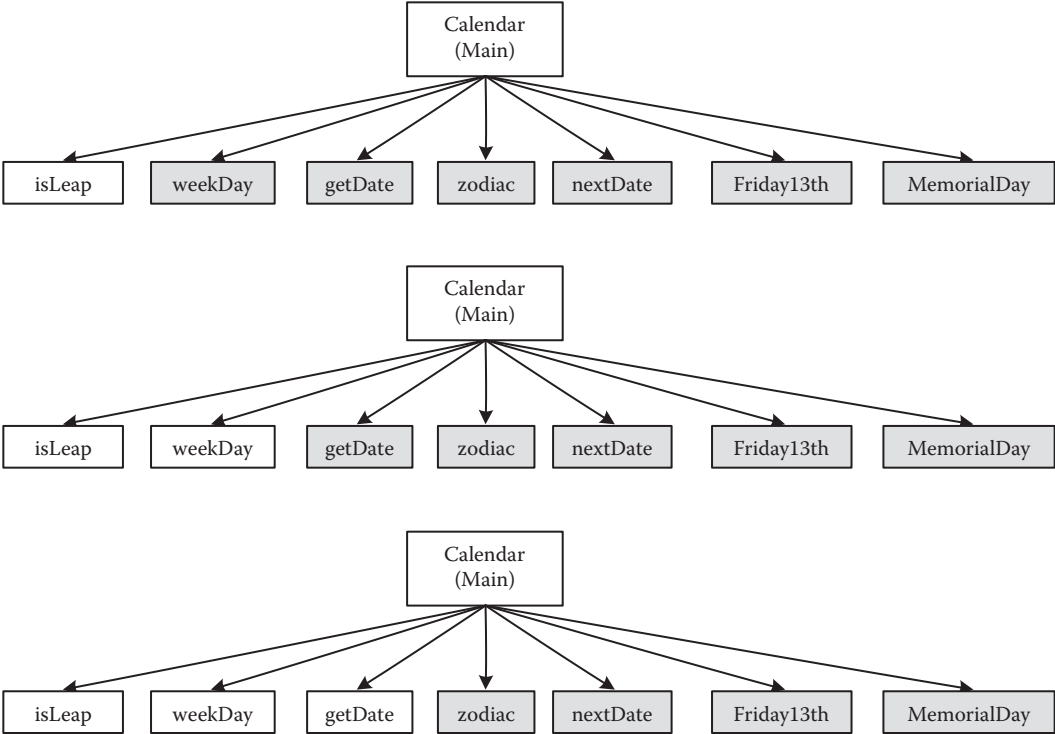 Calendar
(Main)
isLeap
weekDay
getDate
zodiac
nextDate
Friday13th
MemorialDay
Calendar
(Main)
isLeap
weekDay
getDate
zodiac
nextDate
Friday13th
MemorialDay
Calendar
(Main)
isLeap
weekDay
getDate
zodiac
nextDate
Friday13th
MemorialDay